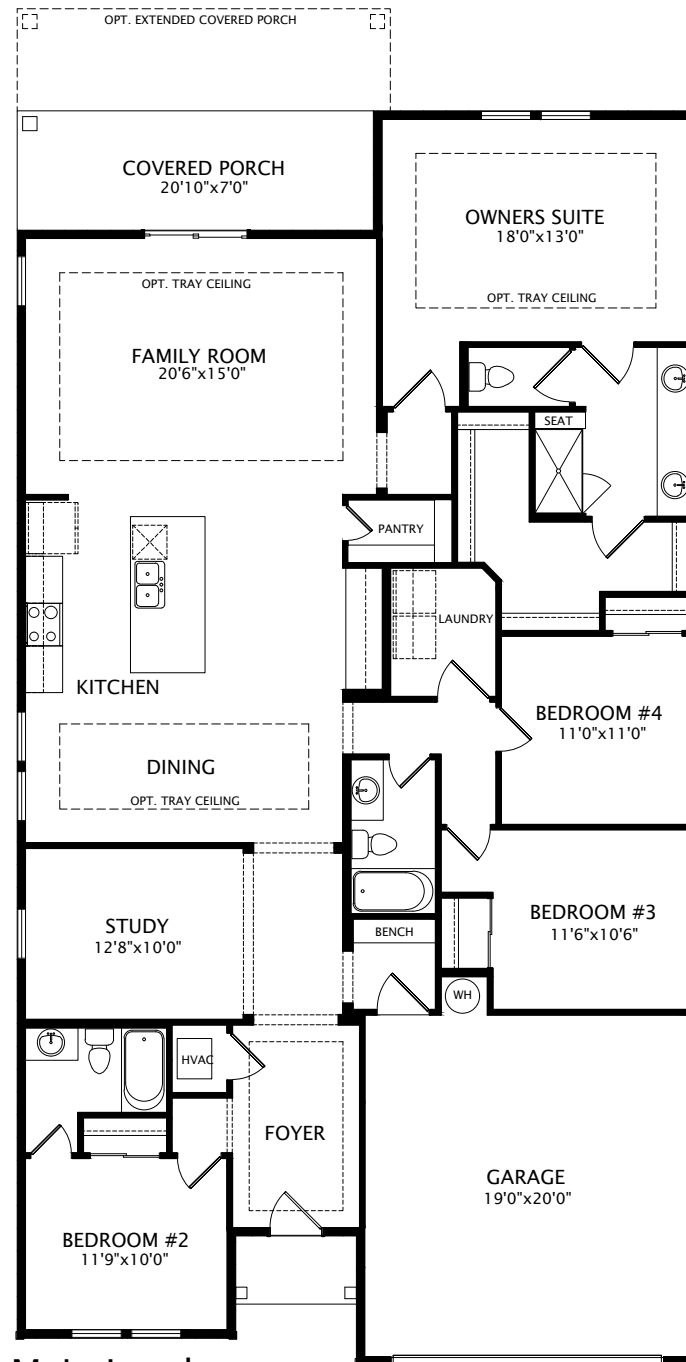 OPT. EXTENDED COVERED PORCH
COVERED PORCH
20'10"x7'0"
OWNERS SUITE
18'0"x13'0"
OPT. TRAY CEILING
OPT. TRAY CEILING
FAMILY ROOM
20'6"x15'0"
SEAT
PANTRY
LAUNDRY
KITCHEN
BEDROOM #4
11'0"x11'0"
DINING
OPT. TRAY CEILING
BEDROOM #3
11'6"x10'6"
STUDY
12'8"x10'0"
BENCH
WH
HVAC
FOYER
GARAGE
19'0"x20'0"
BEDROOM #2
11'9"x10'0"